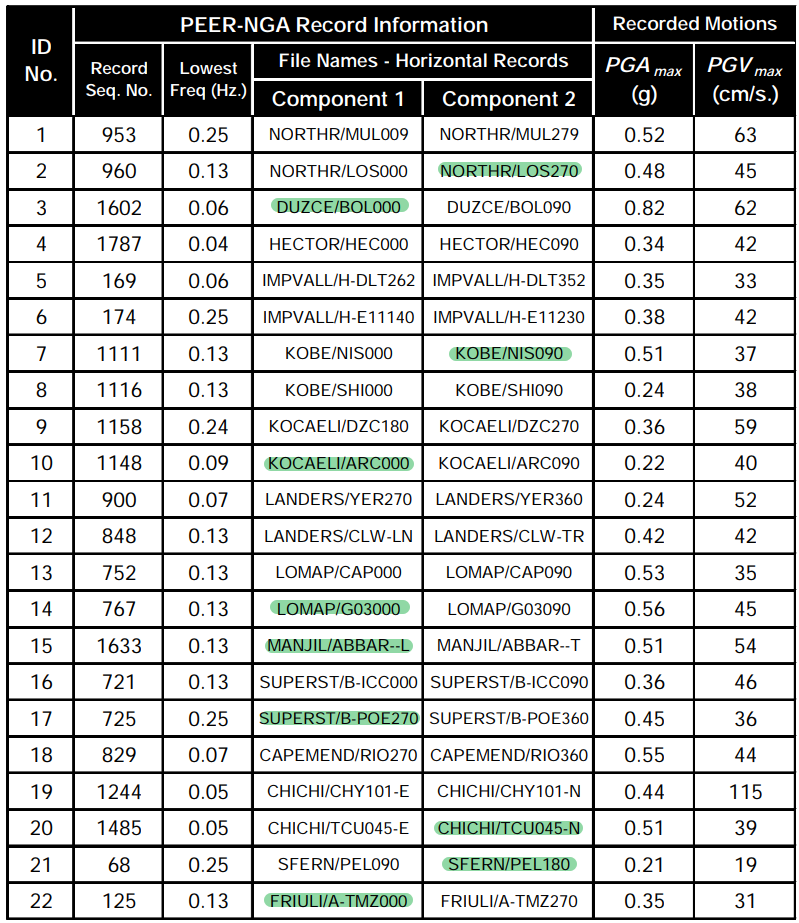 ID No.
PEER-NGA Record Information
Recorded Motions
Record Seq. No.
Lowest Freq (Hz.)
File Names - Horizontal Records
Component 1
Component 2
PGA max (g)
PGV max (cm/s.)
1 953 0.25 NORTHR/MUL009 NORTHR/MUL279 0.52 63
2 960 0.13 NORTHR/LOS000 NORTHR/LOS270 0.48 45
3 1602 0.06 DUZCE/BOL000 DUZCE/BOL090 0.82 62
4 1787 0.04 HECTOR/HEC000 HECTOR/HEC090 0.34 42
5 169 0.06 IMPVALL/H-DLT262 IMPVALL/H-DLT352 0.35 33
6 174 0.25 IMPVALL/H-E11140 IMPVALL/H-E11230 0.38 42
7 1111 0.13 KOBE/NIS000 KOBE/NIS090 0.51 37
8 1116 0.13 KOBE/SHI000 KOBE/SHI090 0.24 38
9 1158 0.24 KOCAELI/DZC180 KOCAELI/DZC270 0.36 59
10 1148 0.09 KOCAELI/ARC000 KOCAELI/ARC090 0.22 40
11 900 0.07 LANDERS/YER270 LANDERS/YER360 0.24 52
12 848 0.13 LANDERS/CLW-LN LANDERS/CLW-TR 0.42 42
13 752 0.13 LOMAP/CAP000 LOMAP/CAP090 0.53 35
14 767 0.13 LOMAP/G03000 LOMAP/G03090 0.56 45
15 1633 0.13 MANJIL/ABBAR--L MANJIL/ABBAR--T 0.51 54
16 721 0.13 SUPERST/B-ICC000 SUPERST/B-ICC090 0.36 46
17 725 0.25 SUPERST/B-POE270 SUPERST/B-POE360 0.45 36
18 829 0.07 CAPEMEND/RIO270 CAPEMEND/RIO360 0.55 44
19 1244 0.05 CHICHI/CHY101-E CHICHI/CHY101-N 0.44 115
20 1485 0.05 CHICHI/TCU045-E CHICHI/TCU045-N 0.51 39
21 68 0.25 SFERN/PEL090 SFERN/PEL180 0.21 19
22 125 0.13 FRIULI/A-TMZ000 FRIULI/A-TMZ270 0.35 31